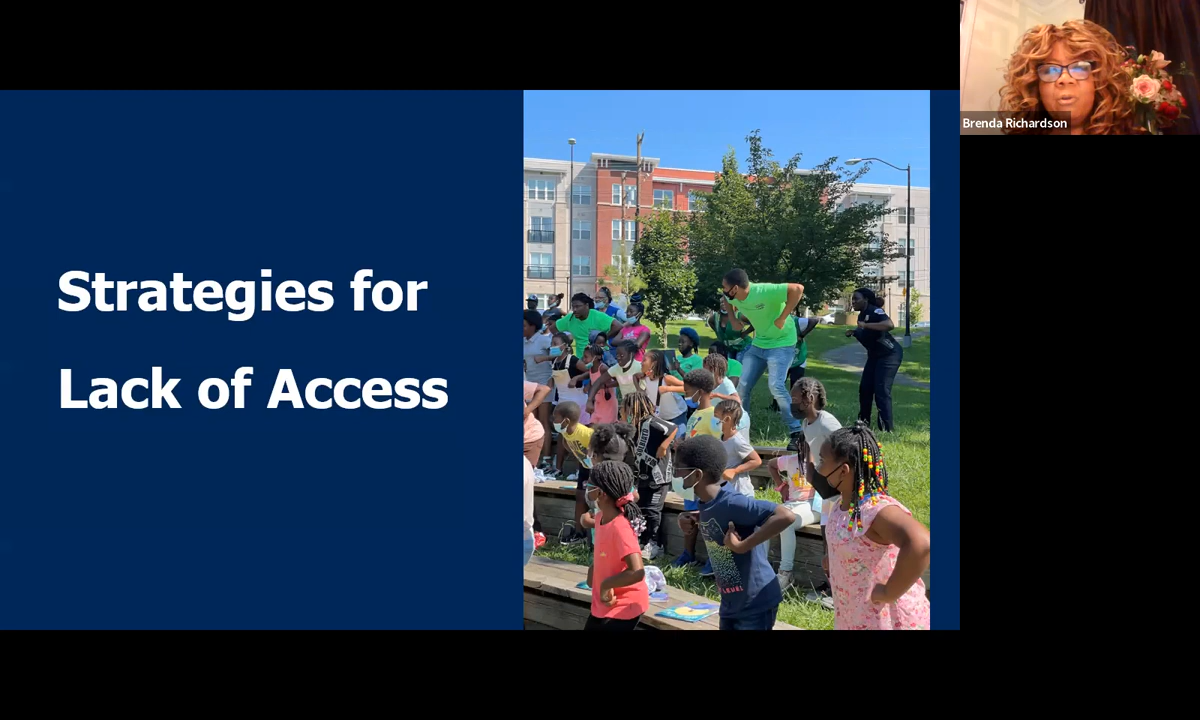 Strategies for
Lack of Access
Brenda Richardson